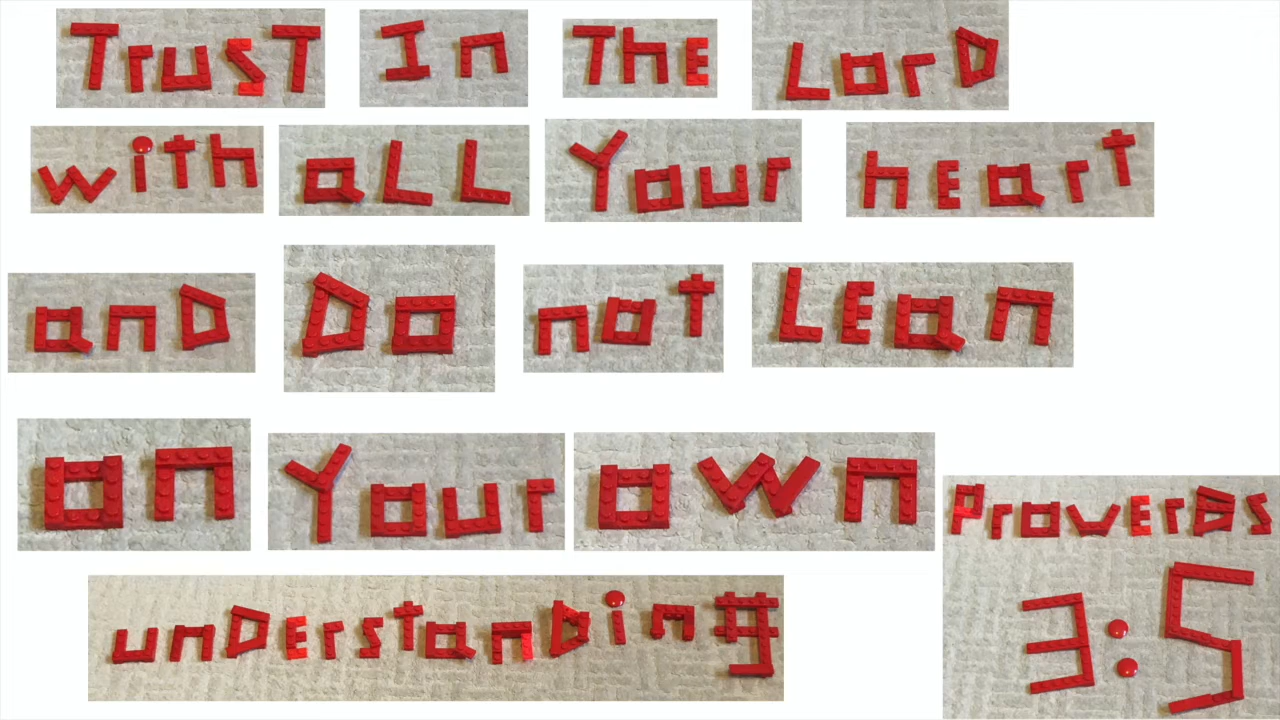 Trust In The LorD
with aLL Your heart
anD Do not Lean
on Your own
unDerstanDing
ProverBs
3:5